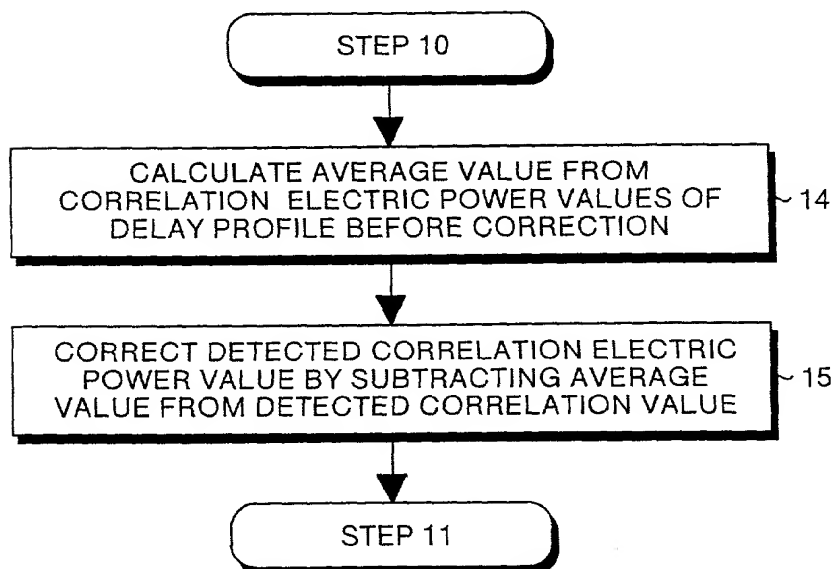 STEP 10
CALCULATE AVERAGE VALUE FROM
CORRELATION ELECTRIC POWER VALUES OF
DELAY PROFILE BEFORE CORRECTION
14
CORRECT DETECTED CORRELATION ELECTRIC
POWER VALUE BY SUBTRACTING AVERAGE
VALUE FROM DETECTED CORRELATION VALUE
15
STEP 11